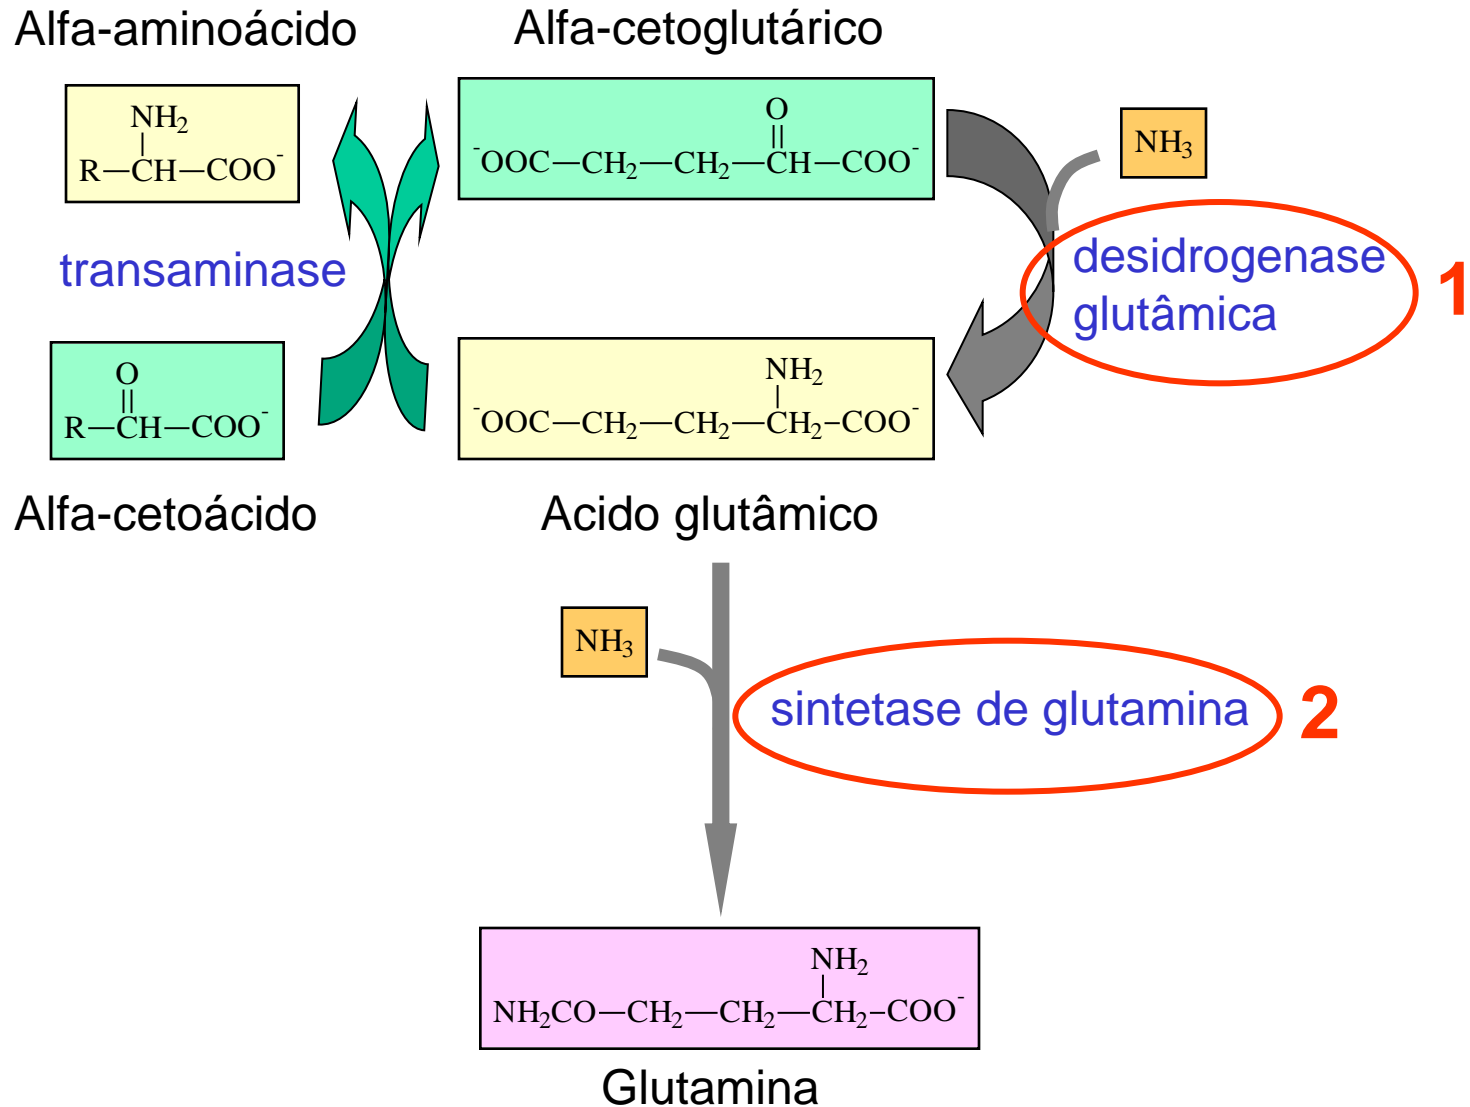 Alfa-aminoácido
Alfa-cetoglutárico
NH2
R—CH—COO-
O
-OOC—CH2—CH2—CH—COO-
NH3
transaminase
desidrogenase
glutâmica
1
O
R—CH—COO-
NH2
-OOC—CH2—CH2—CH2-COO-
Alfa-cetoácido
Acido glutâmico
NH3
sintetase de glutamina
2
NH2
NH2CO—CH2—CH2—CH2-COO-
Glutamina